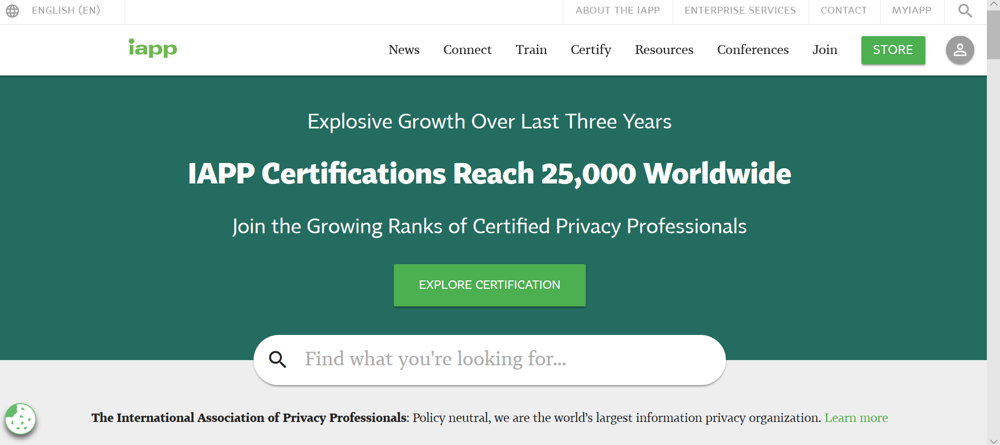 ENGLISH (EN) ABOUT THE IAPP ENTERPRISE SERVICES CONTACT MYIAPP
iapp News Connect Train Certify Resources Conferences Join STORE
Explosive Growth Over Last Three Years
IAPP Certifications Reach 25,000 Worldwide
Join the Growing Ranks of Certified Privacy Professionals
EXPLORE CERTIFICATION
Find what you're looking for...
The International Association of Privacy Professionals: Policy neutral, we are the world’s largest information privacy organization. Learn more